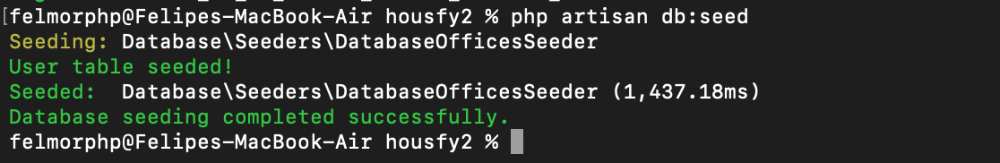 [felmorphp@Felipes-MacBook-Air housfy2 % php artisan db:seed
Seeding: Database\Seeders\DatabaseOfficesSeeder
User table seeded!
Seeded:  Database\Seeders\DatabaseOfficesSeeder (1,437.18ms)
Database seeding completed successfully.
felmorphp@Felipes-MacBook-Air housfy2 %